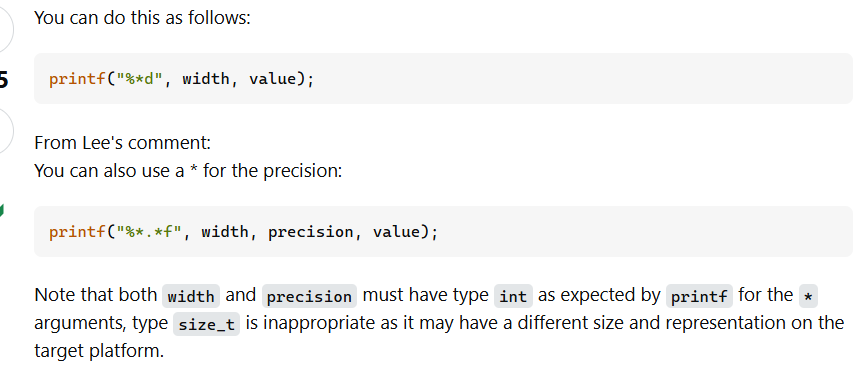 You can do this as follows:
5
printf("%*d", width, value);
From Lee's comment:
You can also use a * for the precision:
printf("%*.*f", width, precision, value);
Note that both width and precision must have type int as expected by printf for the *
arguments, type size_t is inappropriate as it may have a different size and representation on the
target platform.